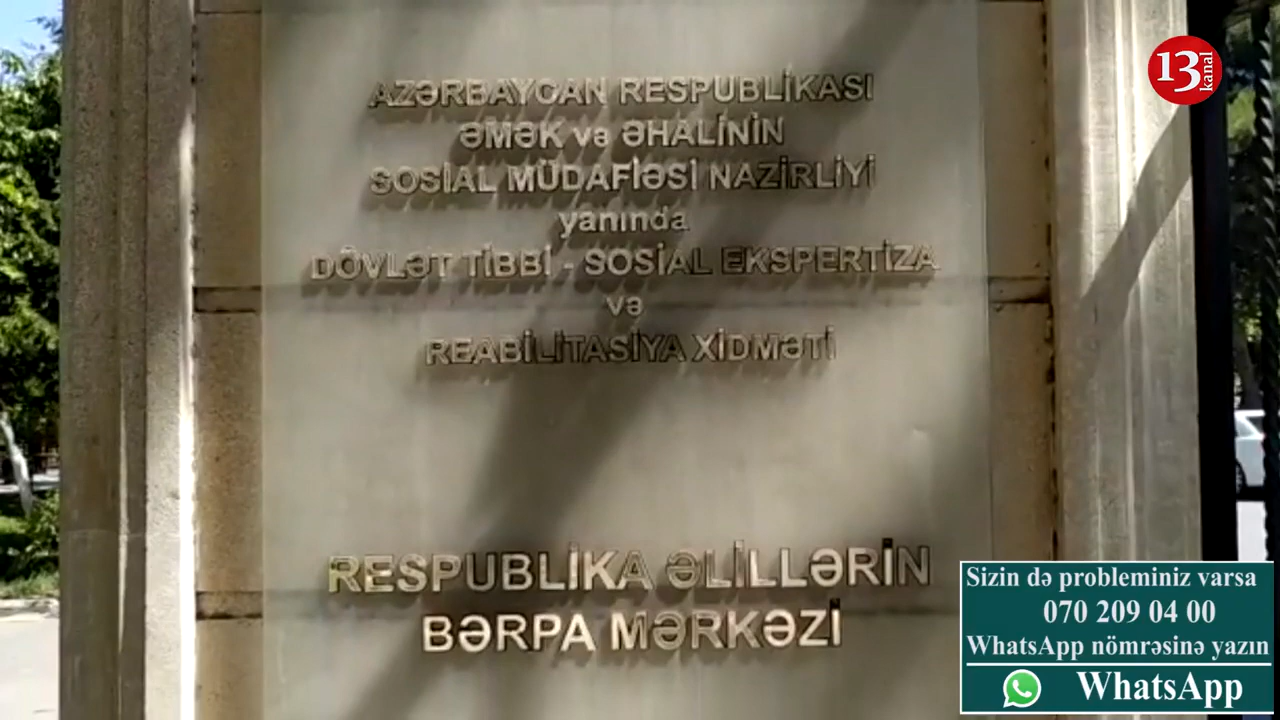 AZƏRBAYCAN RESPUBLİKASI
ƏMƏK və ƏHALİNİN
SOSİAL MÜDAFİƏSİ NAZİRLİYİ
yanında
DÖVLƏT TİBBİ - SOSİAL EKSPERTİZA
və
REABİLİTASİYA XİDMƏTİ
RESPUBLİKA ƏLİLLƏRİN
BƏRPA MƏRKƏZİ
13 kanal
Sizin də probleminiz varsa
070 209 04 00
WhatsApp nömrəsinə yazın
WhatsApp